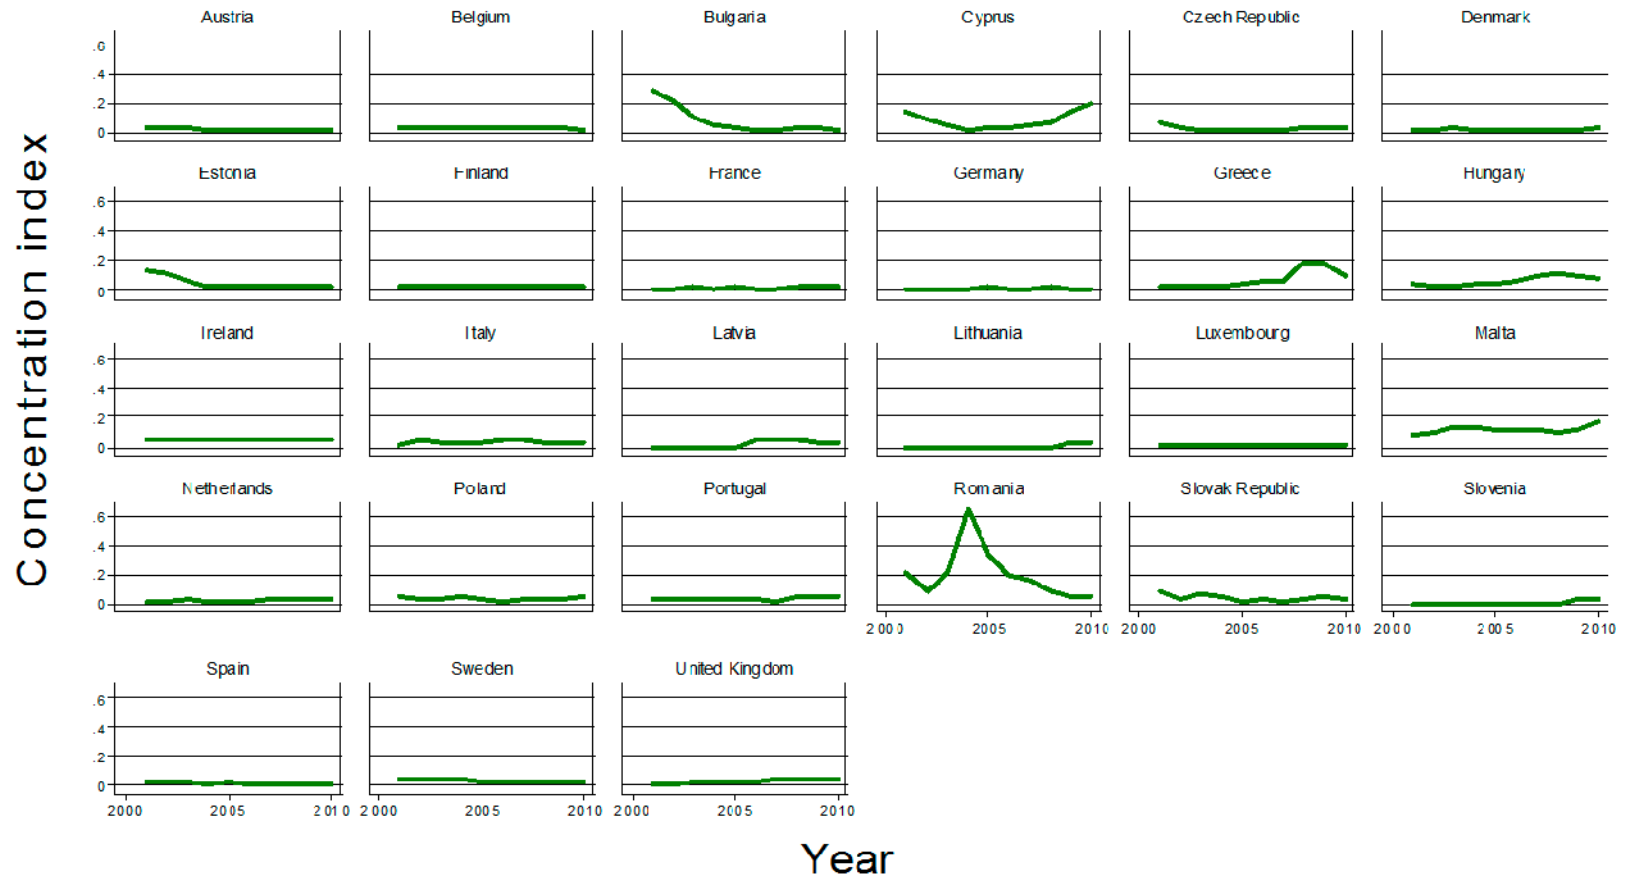 Austria Belgium Bulgaria Cyprus Czech Republic Denmark
.6
.4
.2
0
Estonia Finland France Germany Greece Hungary
.6
.4
.2
0
Ireland Italy Latvia Lithuania Luxembourg Malta
.6
.4
.2
0
Netherlands Poland Portugal Romania Slovak Republic Slovenia
.6
.4
.2
0
2000 2005 2010 2000 2005 2010 2000 2005 2010
Spain Sweden United Kingdom
.6
.4
.2
0
2000 2005 2010 2000 2005 2010 2000 2005 2010
Concentration index
Year